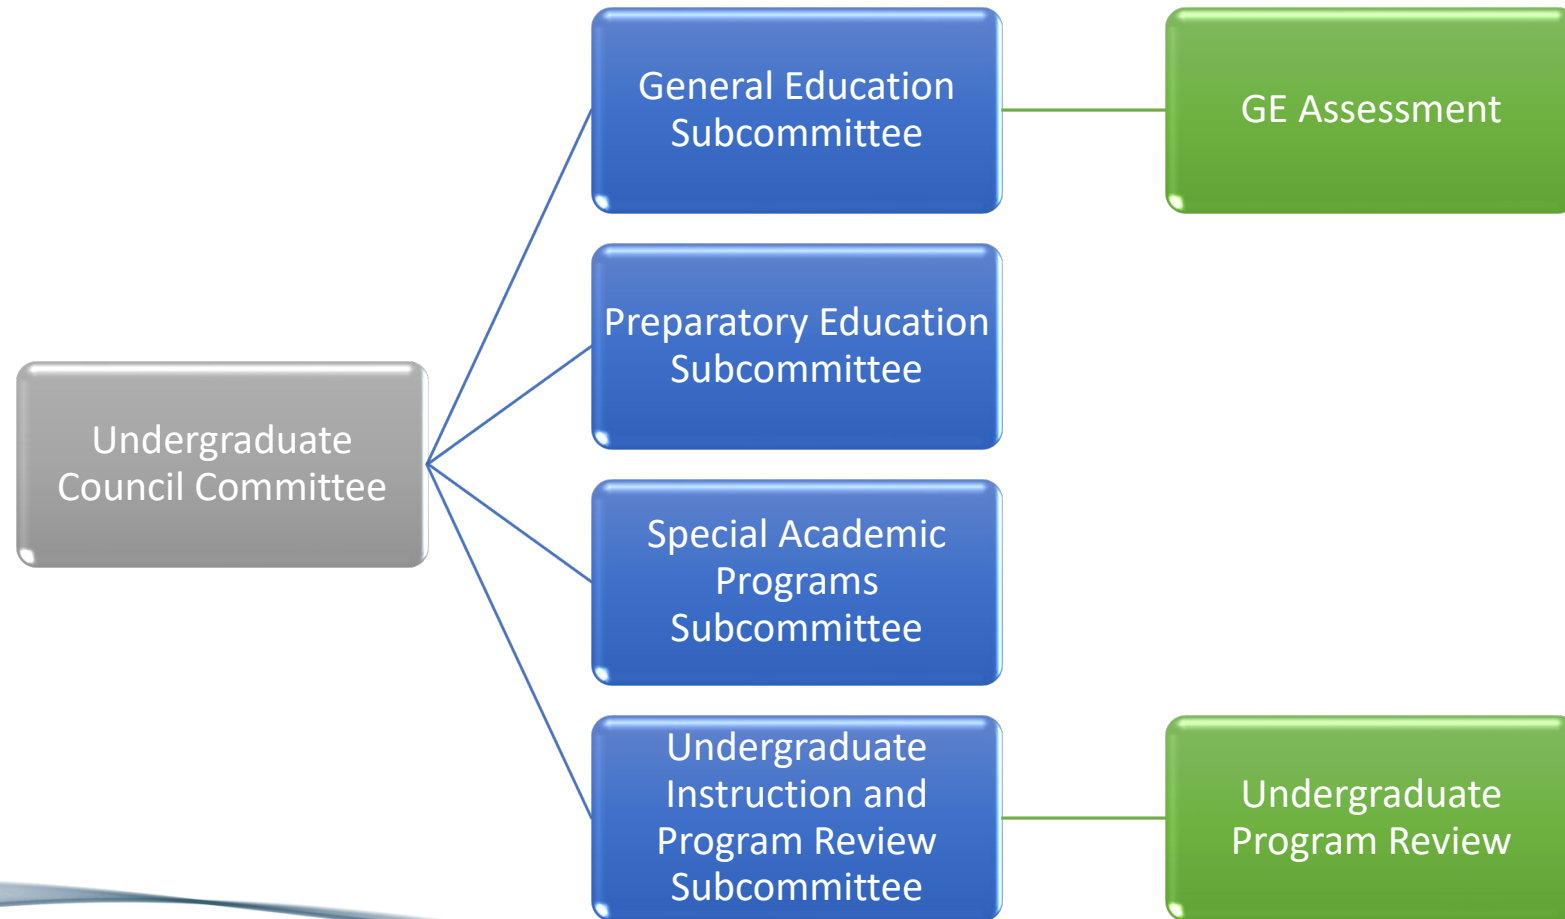 General Education
Subcommittee
GE Assessment
Preparatory Education
Subcommittee
Undergraduate
Council Committee
Special Academic
Programs
Subcommittee
Undergraduate
Instruction and
Program Review
Subcommittee
Undergraduate
Program Review